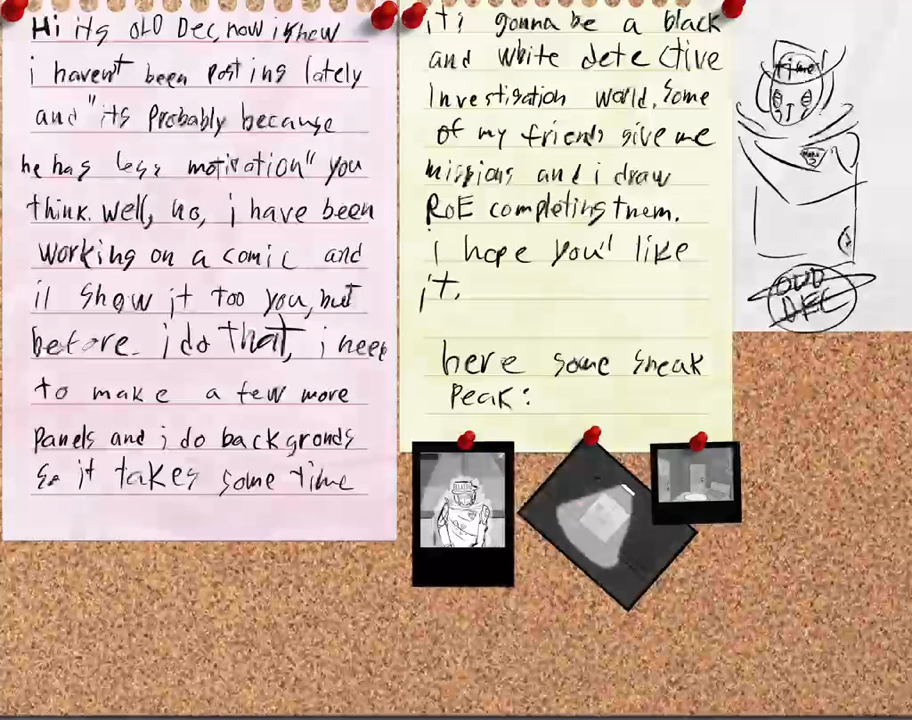 Hi its OLD Dec, now i know
i haven't been posting lately
and "its Probably because
he has less motivation" you
think. Well, no, i have been
working on a comic and
il show it too you, but
before i do that, i need
to make a few more
panels and i do backgronds
so it takes some time
it's gonna be a black
and white detective
Investigation world. Some
of my friends give me
missions and i draw
RoE completing them.
i hope you'l like
it.
here some sneak
peak:
OLD
DEC